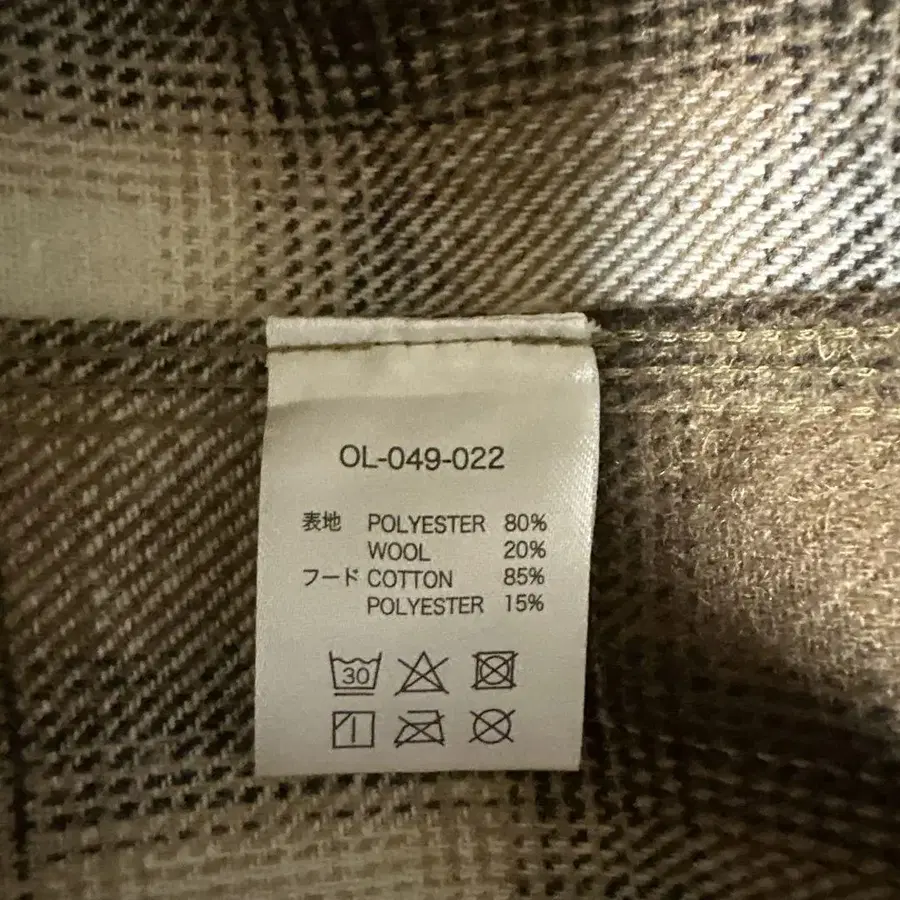 OL-049-022
表地 POLYESTER 80%
WOOL 20%
フード COTTON 85%
POLYESTER 15%
30